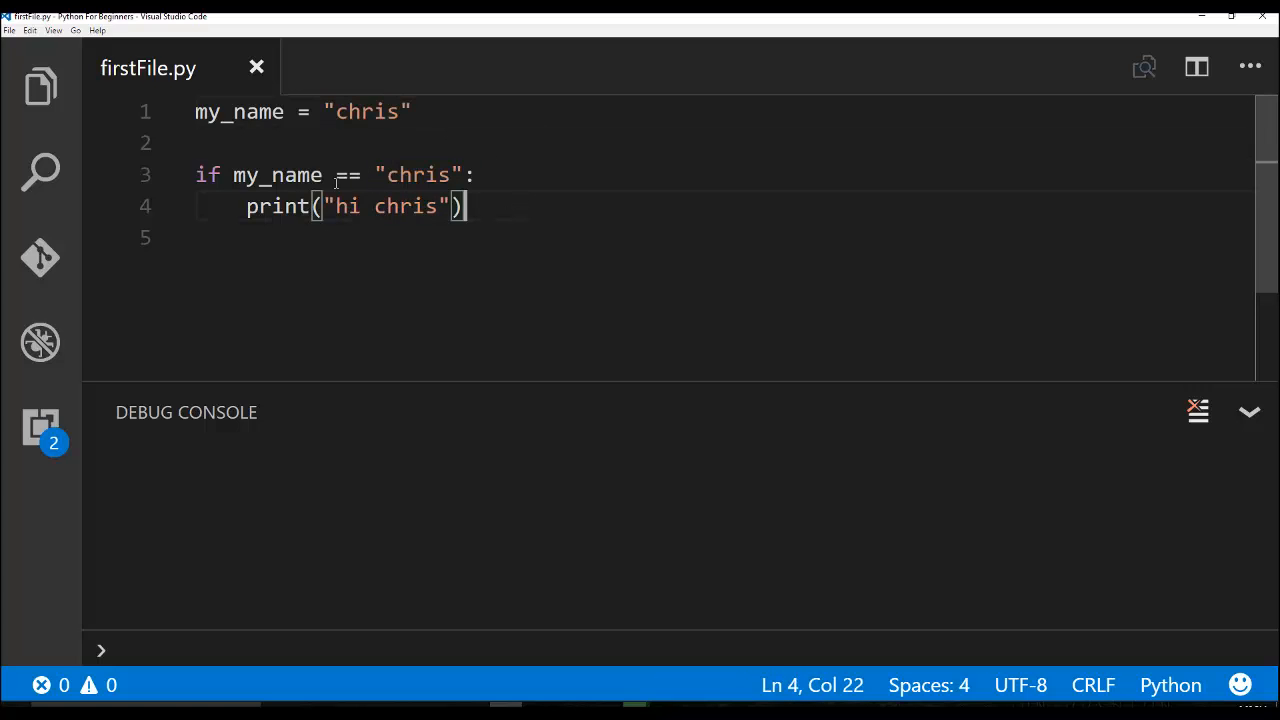 firstFile.py - Python For Beginners - Visual Studio Code
File Edit View Go Help
firstFile.py
1 my_name = "chris"
2
3 if my_name == "chris":
4 print("hi chris")
5
DEBUG CONSOLE
2
0 0 Ln 4, Col 22 Spaces: 4 UTF-8 CRLF Python